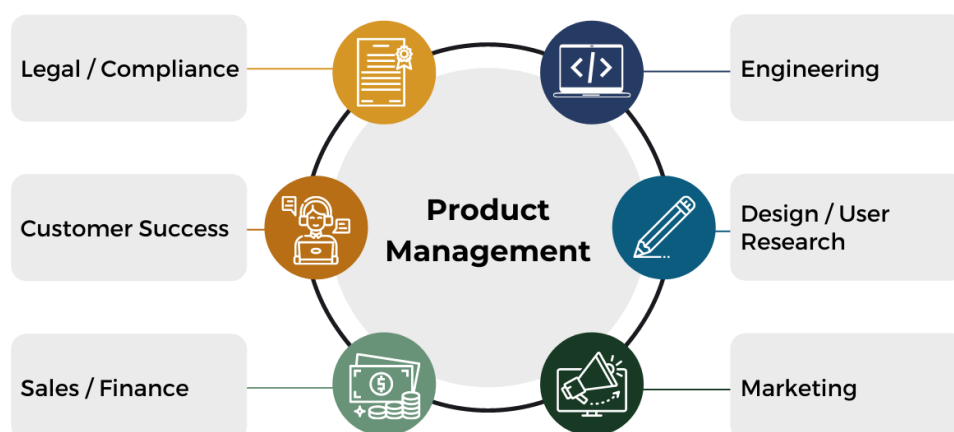 Legal / Compliance
Customer Success
Sales / Finance
Product
Management
Engineering
Design / User
Research
Marketing